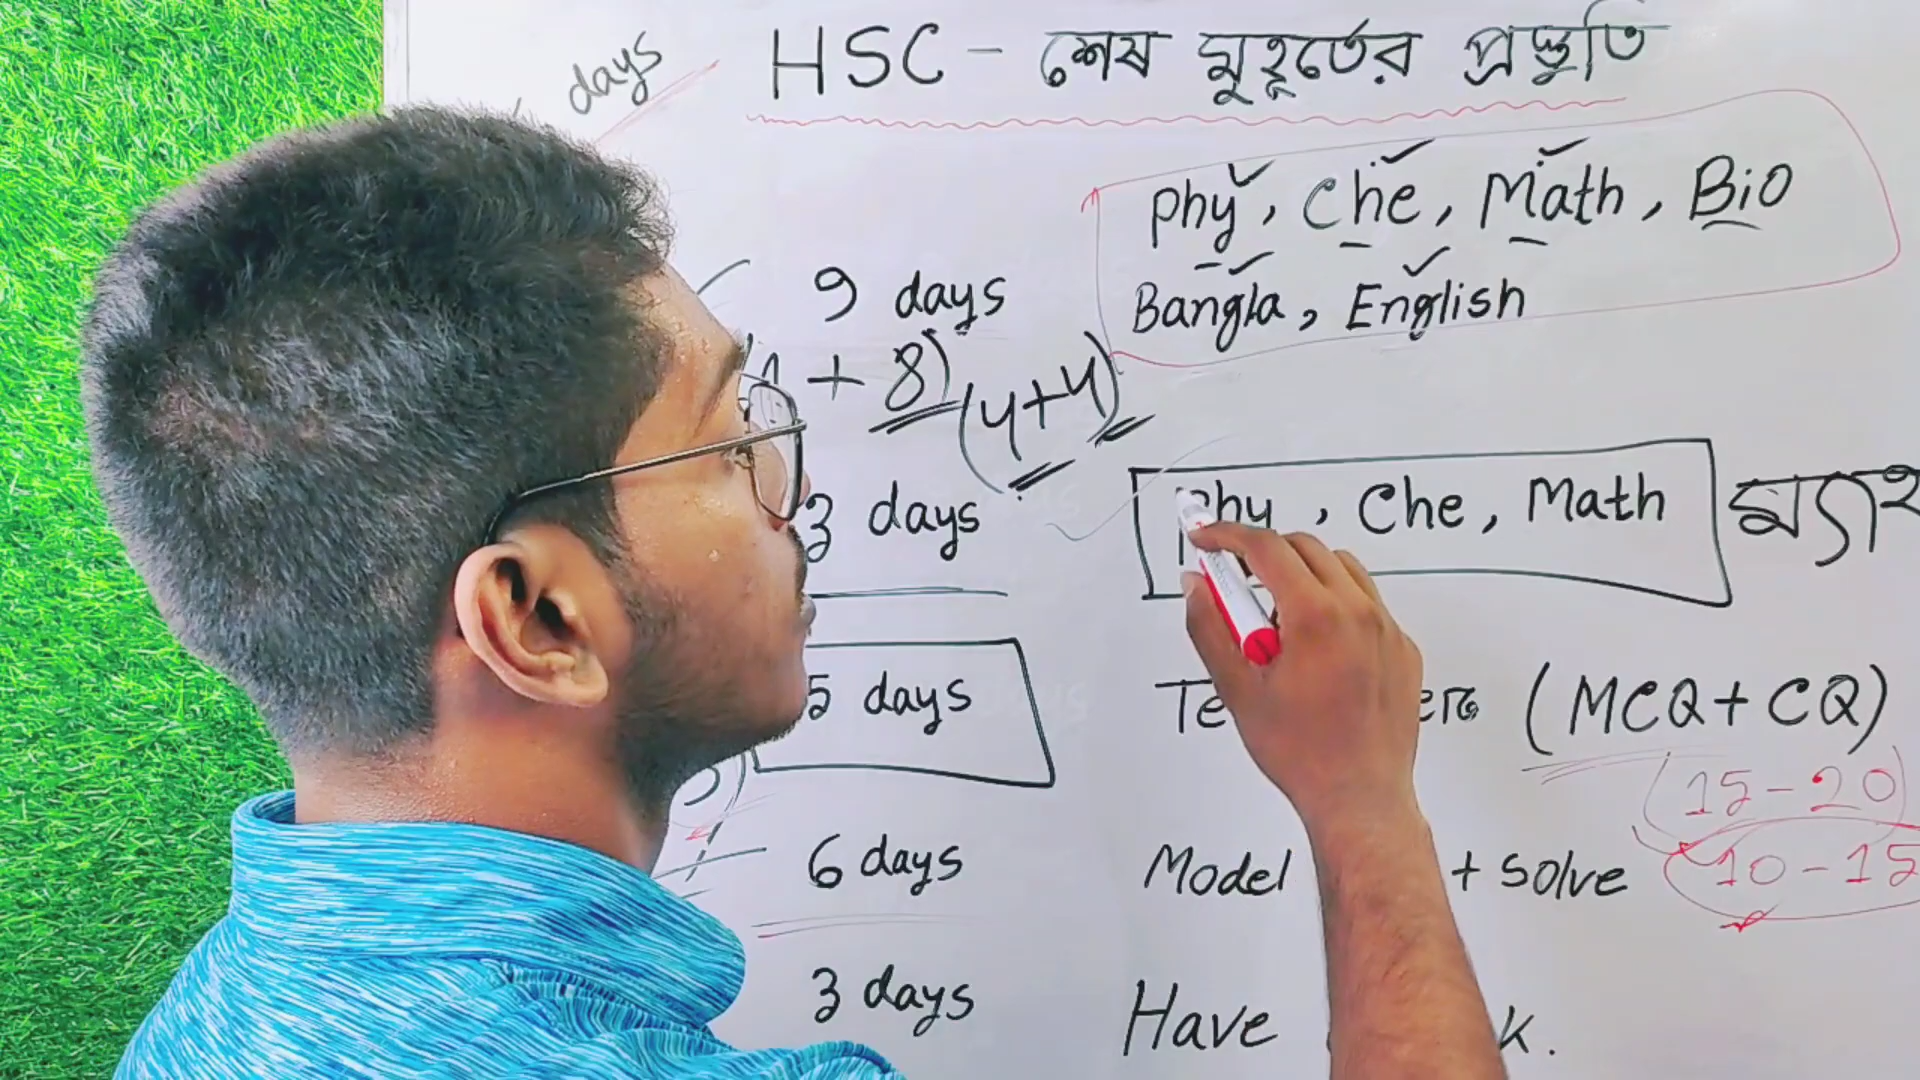 days
HSC - শেষ মুহূর্তের প্রস্তুতি
Phy, Che, Math, Bio
Bangla, English
9 days
+ 8) (4+4)
3 days
Phy, Che, Math
5 days
(MCQ+CQ)
(15-20)
6 days
Model + solve
10-15
3 days
Have